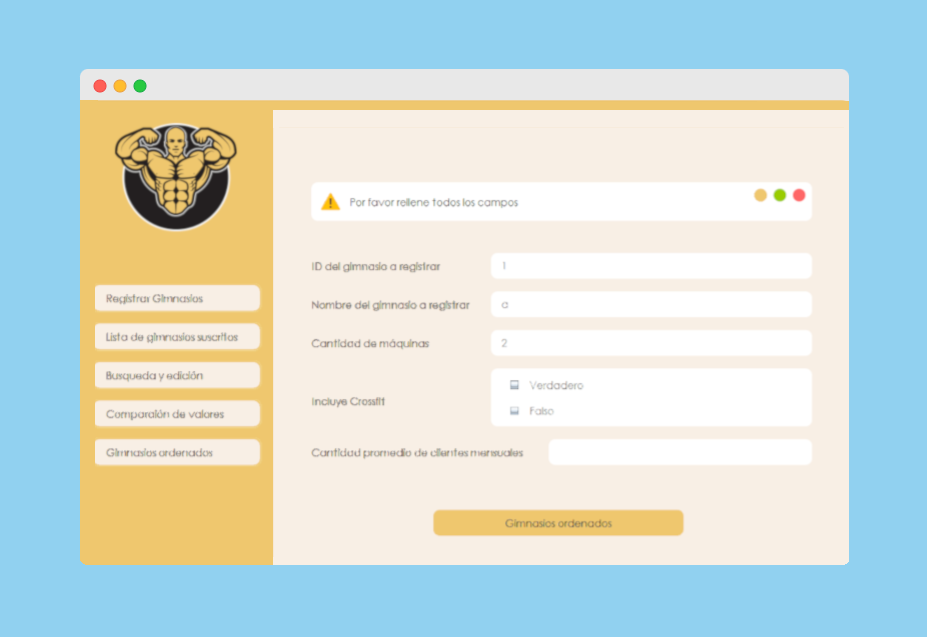 Por favor rellene todos los campos
ID del gimnasio a registrar
1
Registrar Gimnasios
Nombre del gimnasio a registrar
a
Lista de gimnasios suscritos
Cantidad de máquinas
2
Busqueda y edición
Verdadero
Incluye Crossfit
Falso
Comparaión de valores
Gimnasios ordenados
Cantidad promedio de clientes mensuales
Gimnasios ordenados